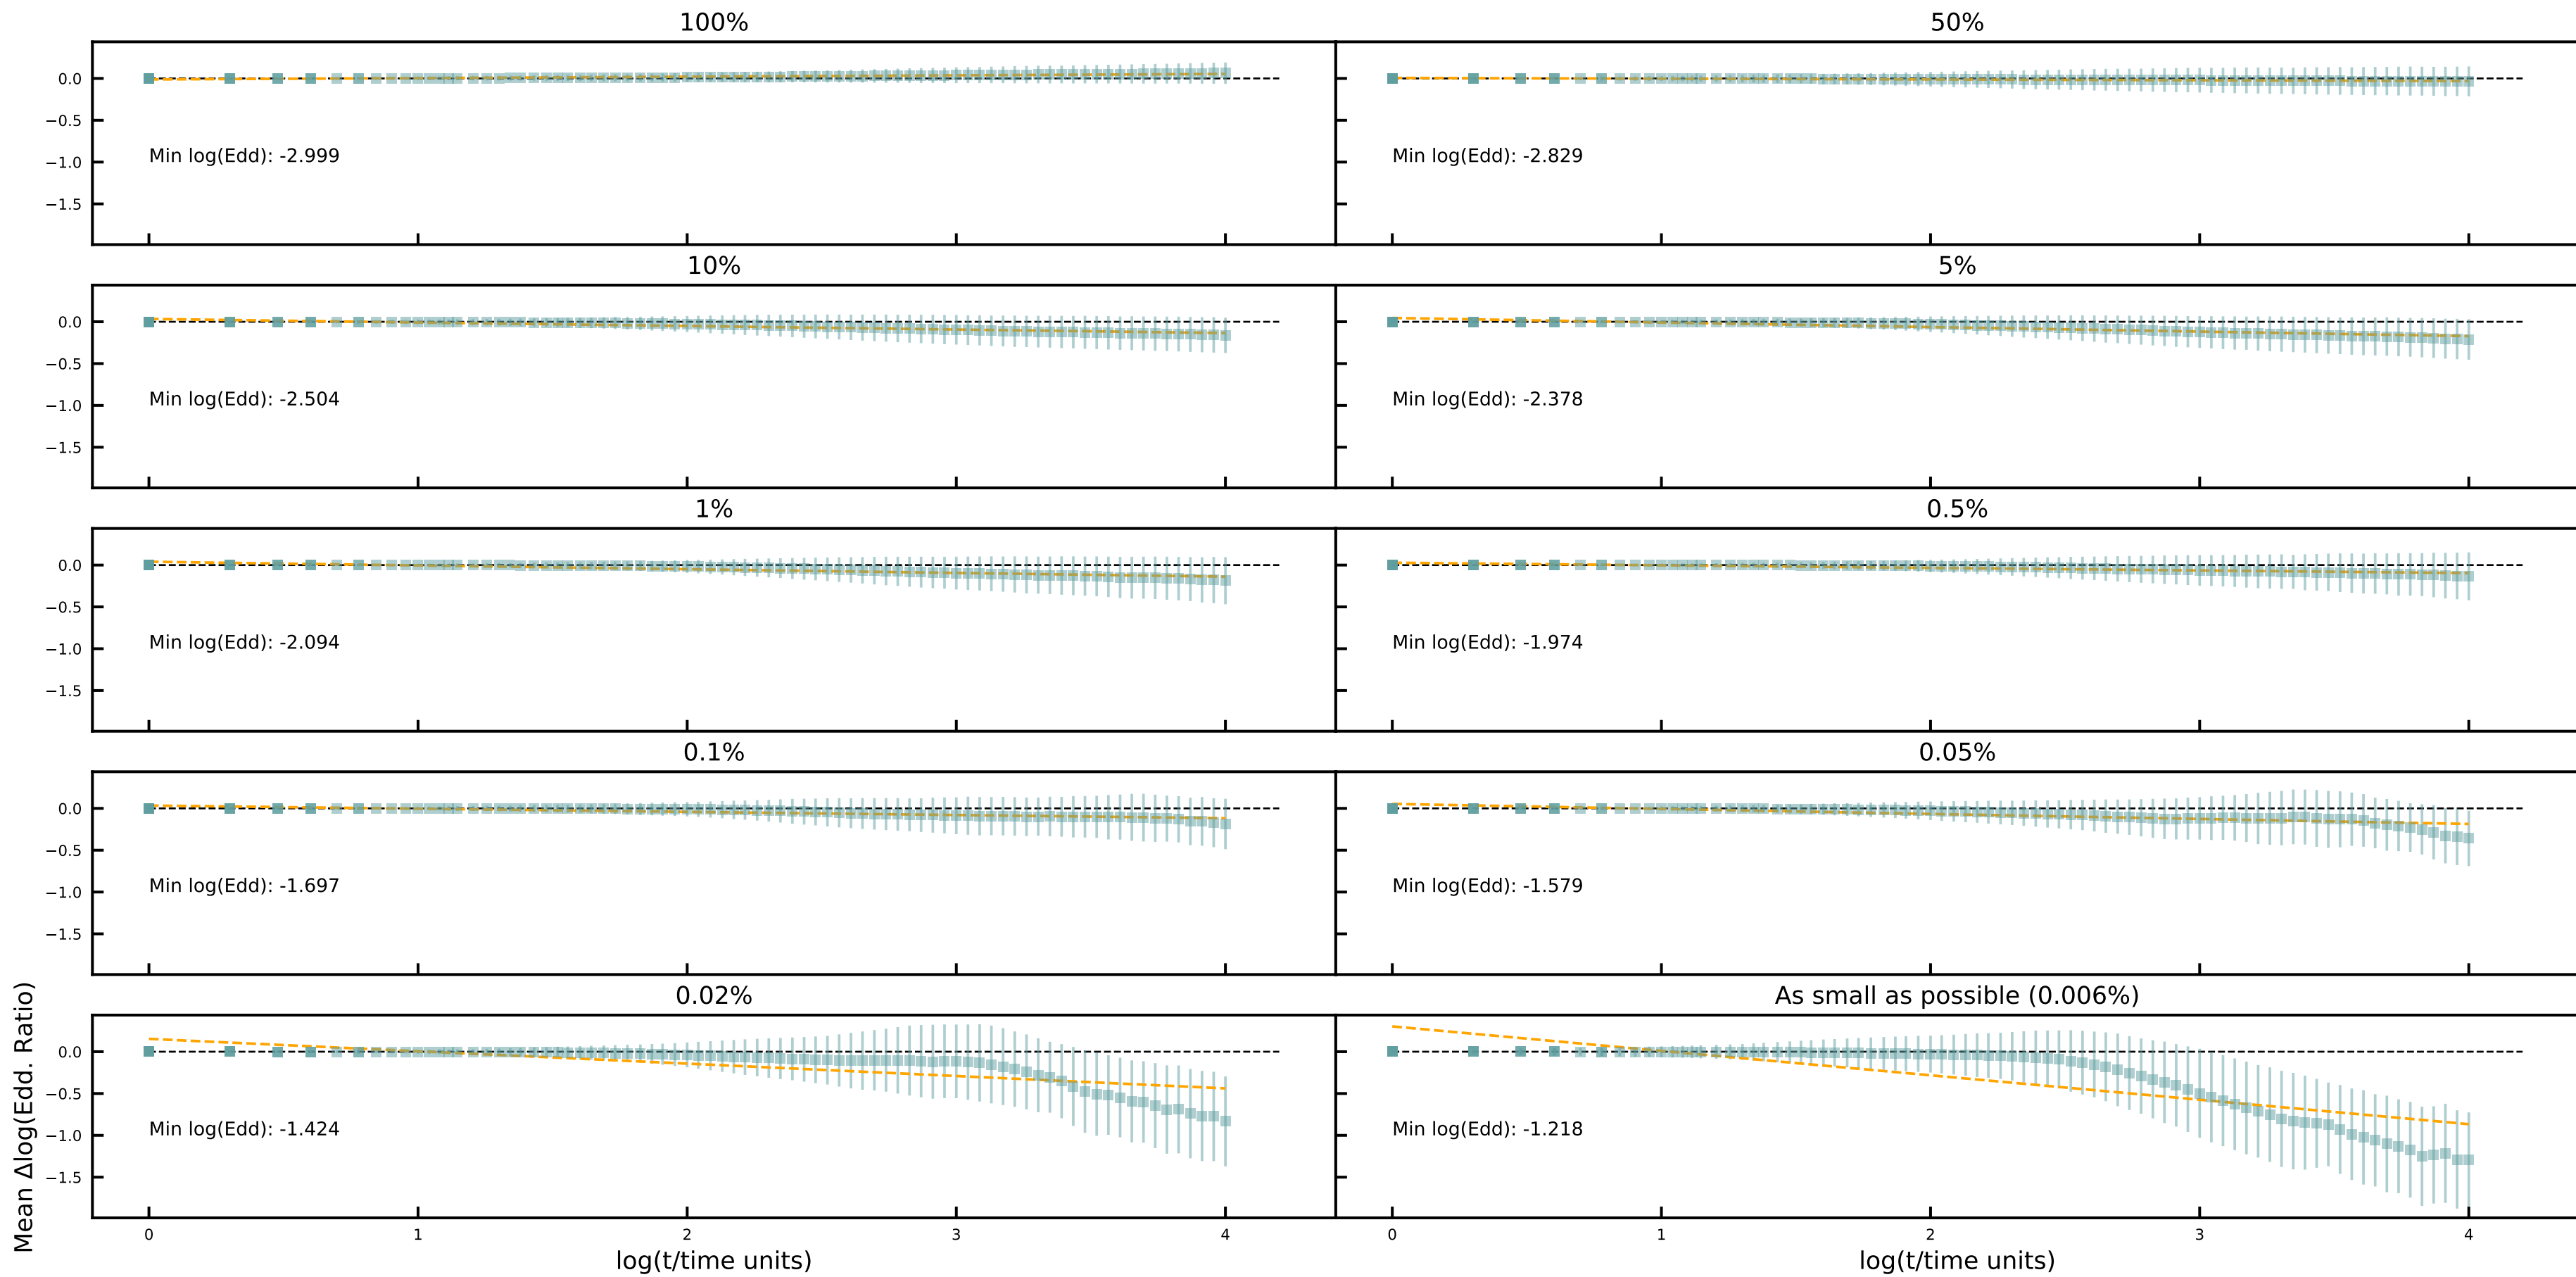 100%
50%
0.0
−0.5
−1.0
−1.5
Min log(Edd): -2.999
Min log(Edd): -2.829
10%
5%
0.0
−0.5
−1.0
−1.5
Min log(Edd): -2.504
Min log(Edd): -2.378
1%
0.5%
0.0
−0.5
−1.0
−1.5
Min log(Edd): -2.094
Min log(Edd): -1.974
0.1%
0.05%
0.0
−0.5
−1.0
−1.5
Min log(Edd): -1.697
Min log(Edd): -1.579
0.02%
As small as possible (0.006%)
0.0
−0.5
−1.0
−1.5
Min log(Edd): -1.424
Min log(Edd): -1.218
Mean Δlog(Edd. Ratio)
0 1 2 3 4
0 1 2 3 4
log(t/time units)
log(t/time units)